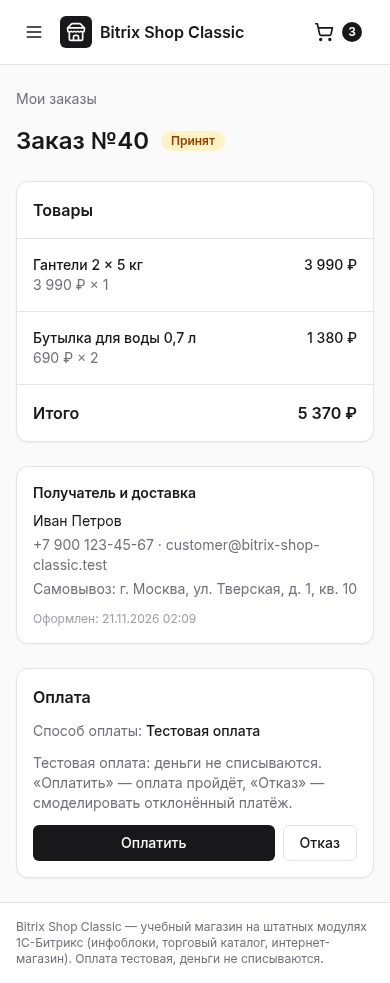 Bitrix Shop Classic
3
Мои заказы
Заказ №40
Принят
Товары
Гантели 2 × 5 кг
3 990 ₽
3 990 ₽ × 1
Бутылка для воды 0,7 л
1 380 ₽
690 ₽ × 2
Итого
5 370 ₽
Получатель и доставка
Иван Петров
+7 900 123-45-67 · customer@bitrix-shop-
classic.test
Самовывоз: г. Москва, ул. Тверская, д. 1, кв. 10
Оформлен: 21.11.2026 02:09
Оплата
Способ оплаты: Тестовая оплата
Тестовая оплата: деньги не списываются.
«Оплатить» — оплата пройдёт, «Отказ» —
смоделировать отклонённый платёж.
Оплатить
Отказ
Bitrix Shop Classic — учебный магазин на штатных модулях
1С-Битрикс (инфоблоки, торговый каталог, интернет-
магазин). Оплата тестовая, деньги не списываются.